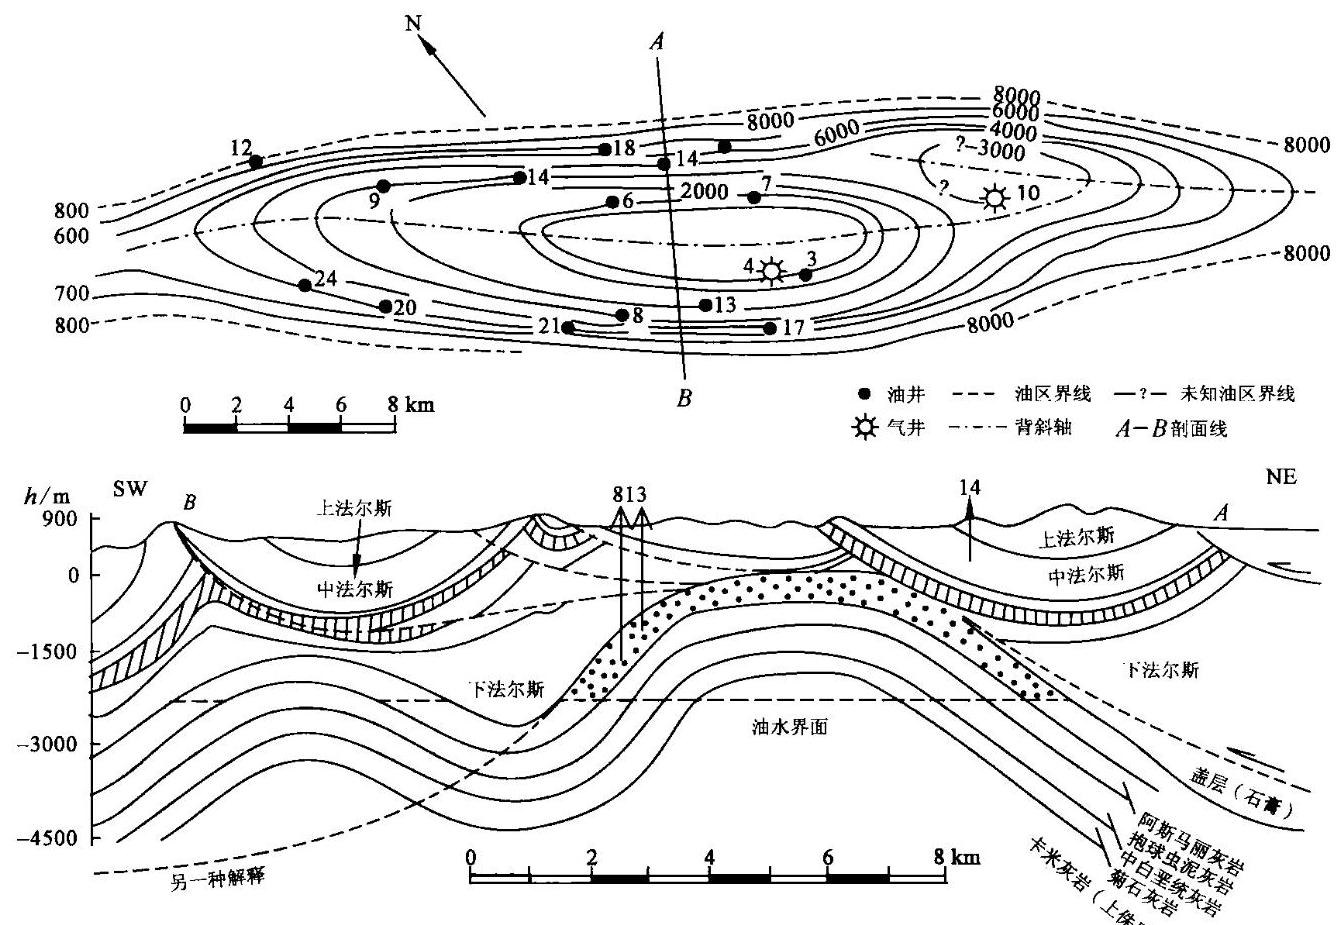 N
A
8000
8000
6000
6000
4000
?-3000
8000
12
18
14
14
9
6
2000
7
?
10
800
600
4
3
8000
24
700
20
13
8
21
17
800
8000
B
0 2 4 6 8 km
油井 油区界线 —?— 未知油区界线
气井 背斜轴 A—B剖面线
SW
NE
h/m
B
上法尔斯
813
14
A
900
上法尔斯
0
中法尔斯
中法尔斯
-1500
下法尔斯
下法尔斯
油水界面
-3000
盖层(石膏)
-4500
阿斯马丽灰岩
抱球虫泥灰岩
中白垩统灰岩
菊石灰岩
卡米灰岩(上侏
另一种解释
0 2 4 6 8 km